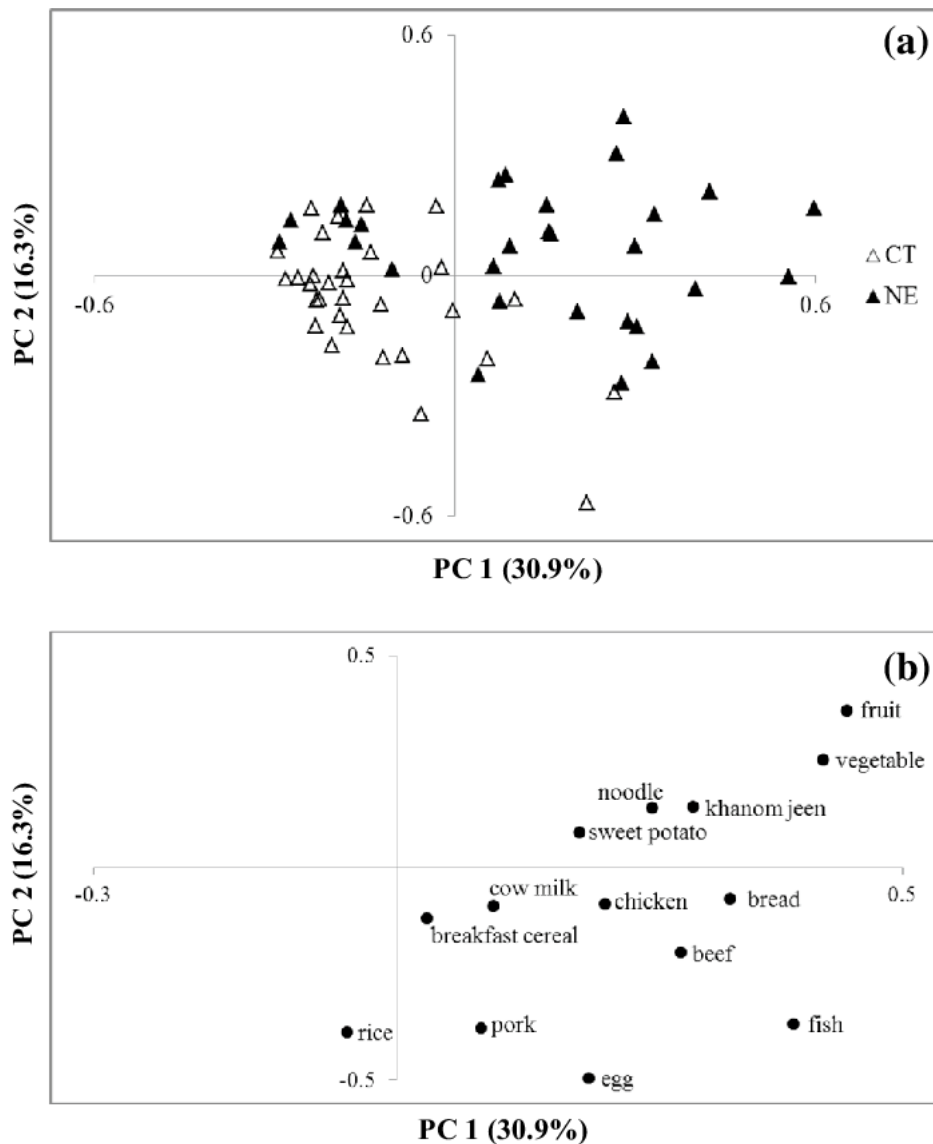 0.6
(a)
PC 2 (16.3%)
-0.6
0
0.6
△ CT
▲ NE
-0.6
PC 1 (30.9%)
0.5
(b)
fruit
vegetable
noodle
khanom jeen
sweet potato
PC 2 (16.3%)
-0.3
0.5
cow milk
chicken
bread
breakfast cereal
beef
rice
pork
fish
-0.5
egg
PC 1 (30.9%)